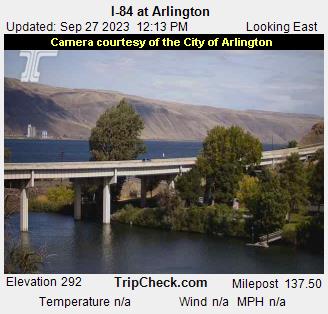 I-84 at Arlington
Updated: Sep 27 2023 12:13 PM Looking East
Camera courtesy of the City of Arlington
Elevation 292 TripCheck.com Milepost 137.50
Temperature n/a Wind n/a MPH n/a